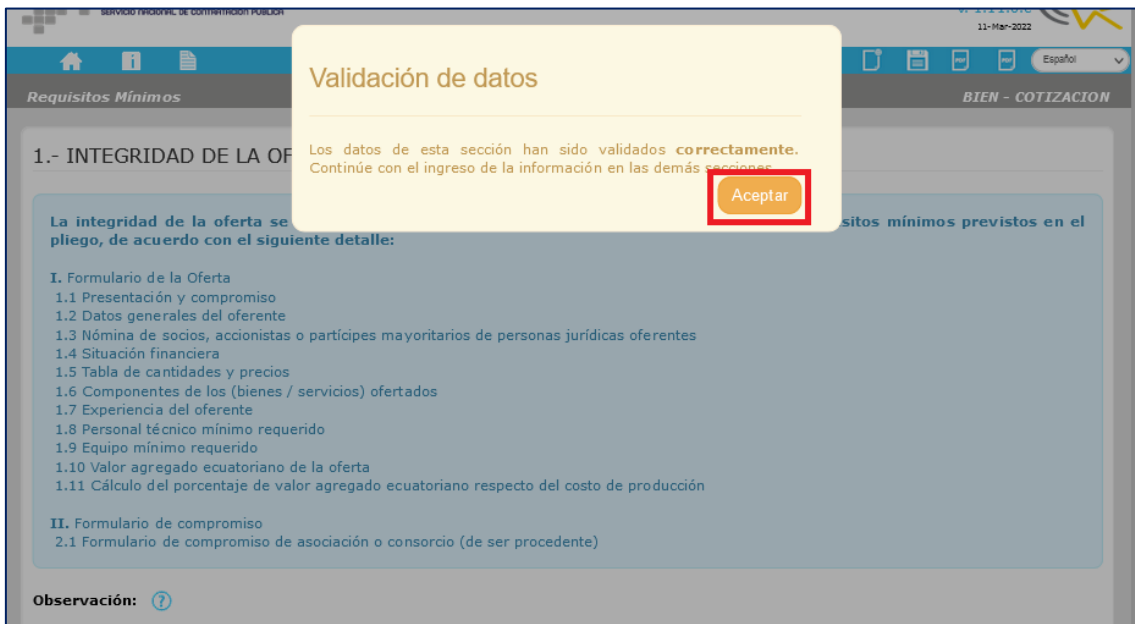 SERVICIO NACIONAL DE CONTRATACIÓN PÚBLICA
11-Mar-2022
Español
Requisitos Mínimos
BIEN - COTIZACION
Validación de datos
Los datos de esta sección han sido validados correctamente.
Continúe con el ingreso de la información en las demás secciones.
Aceptar
1.- INTEGRIDAD DE LA OF
La integridad de la oferta se
sitos mínimos previstos en el
pliego, de acuerdo con el siguiente detalle:
I. Formulario de la Oferta
1.1 Presentación y compromiso
1.2 Datos generales del oferente
1.3 Nómina de socios, accionistas o partícipes mayoritarios de personas jurídicas oferentes
1.4 Situación financiera
1.5 Tabla de cantidades y precios
1.6 Componentes de los (bienes / servicios) ofertados
1.7 Experiencia del oferente
1.8 Personal técnico mínimo requerido
1.9 Equipo mínimo requerido
1.10 Valor agregado ecuatoriano de la oferta
1.11 Cálculo del porcentaje de valor agregado ecuatoriano respecto del costo de producción
II. Formulario de compromiso
2.1 Formulario de compromiso de asociación o consorcio (de ser procedente)
Observación: ?